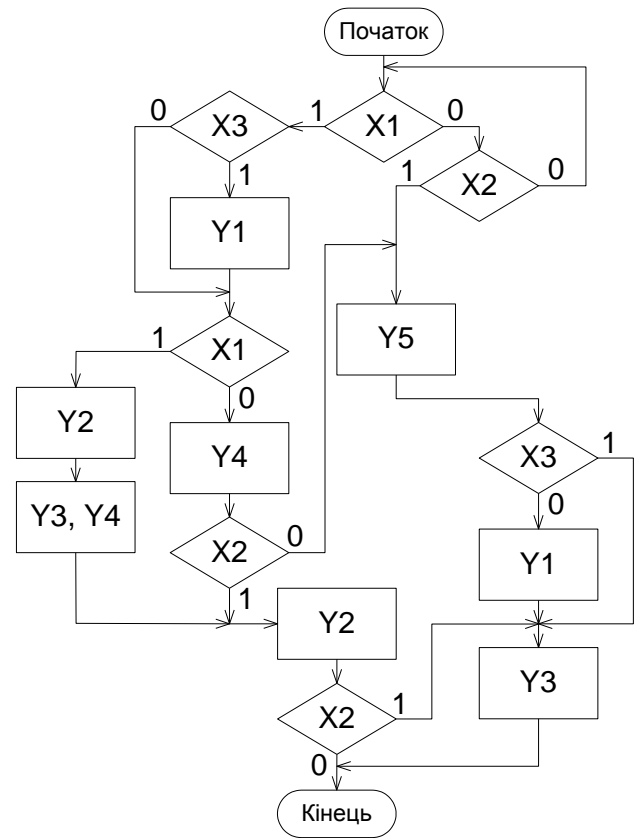 Початок
0 X3 1 X1 0
1 X2 0
1
Y1
Y5
1 X1
0
Y2
Y4
X3 1
0
Y3, Y4
X2 0
1
Y1
Y2
Y3
X2 1
0
Кінець